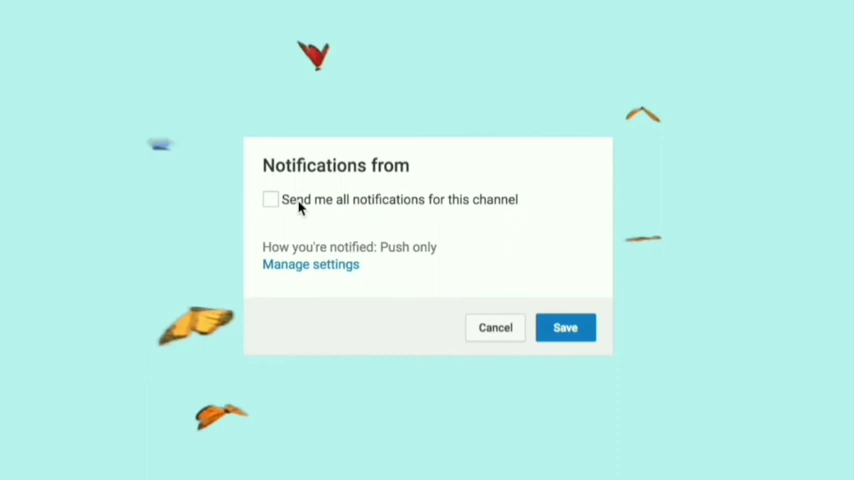 Notifications from
Send me all notifications for this channel
How you're notified: Push only
Manage settings
Cancel
Save